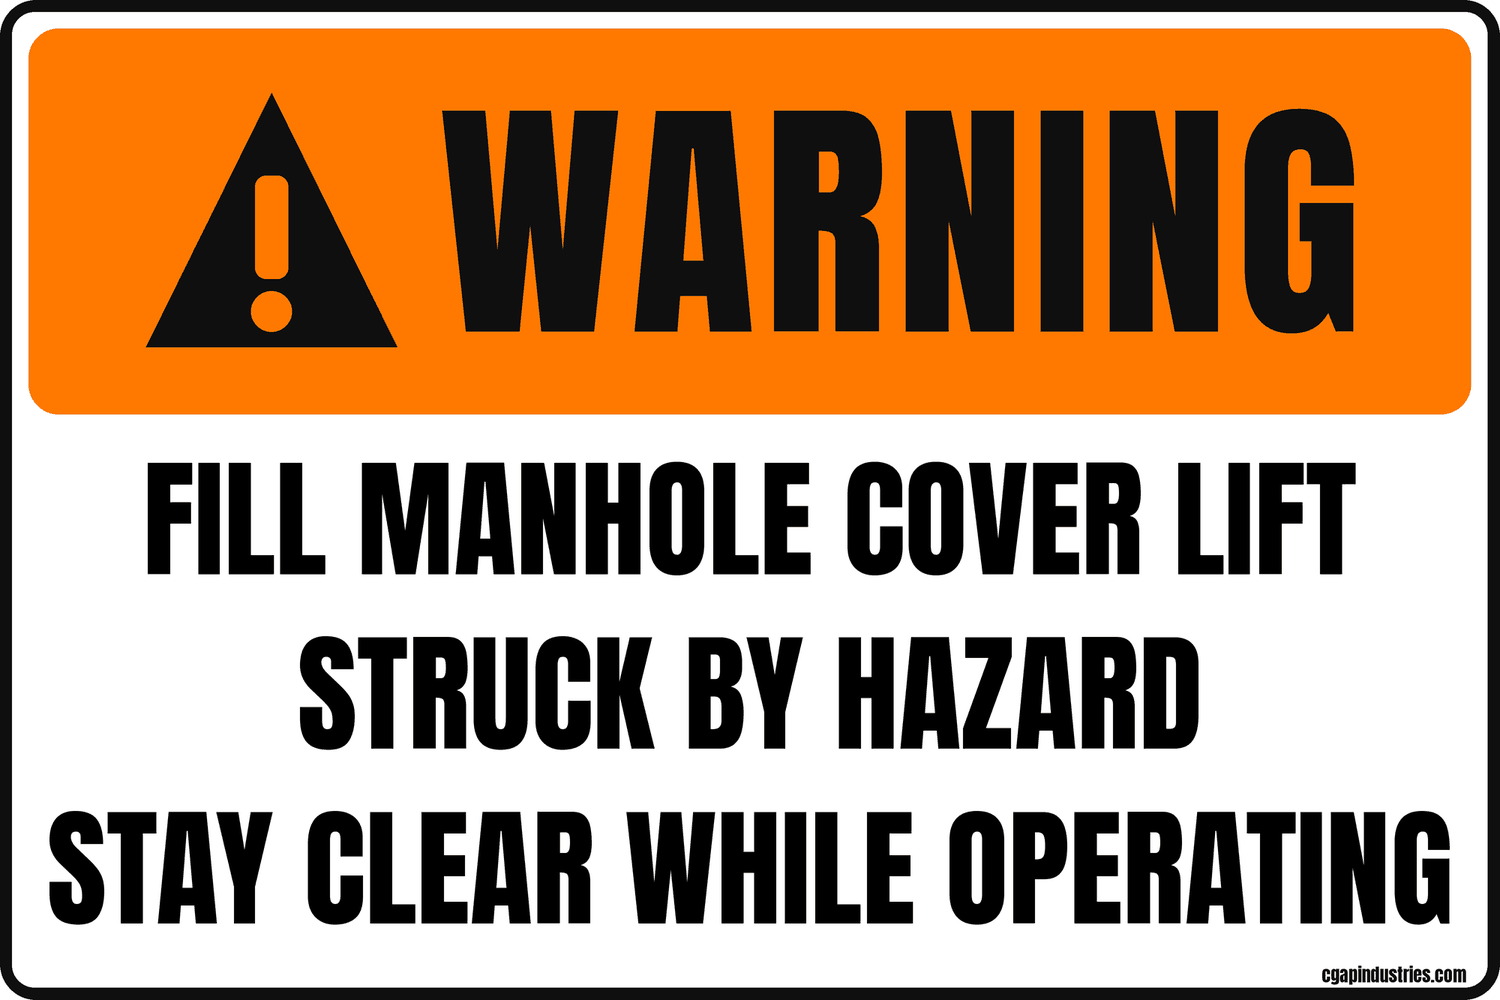 WARNING
FILL MANHOLE COVER LIFT
STRUCK BY HAZARD
STAY CLEAR WHILE OPERATING
cgapindustries.com